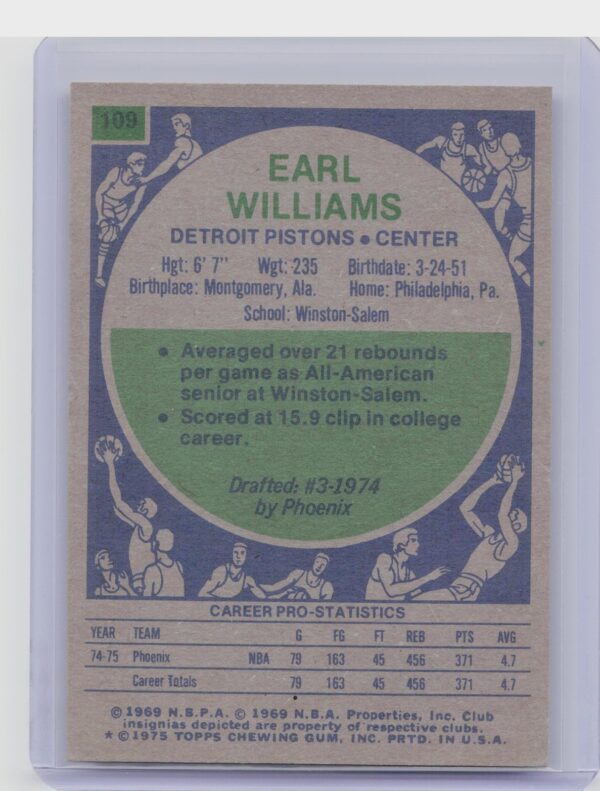 109
EARL
WILLIAMS
DETROIT PISTONS • CENTER
Hgt: 6' 7" Wgt: 235 Birthdate: 3-24-51
Birthplace: Montgomery, Ala. Home: Philadelphia, Pa.
School: Winston-Salem
• Averaged over 21 rebounds
per game as All-American
senior at Winston-Salem.
• Scored at 15.9 clip in college
career.
Drafted: #3-1974
by Phoenix
CAREER PRO-STATISTICS
YEAR TEAM G FG FT REB PTS AVG
74-75 Phoenix NBA 79 163 45 456 371 4.7
Career Totals 79 163 45 456 371 4.7
© 1969 N.B.P.A. © 1969 N.B.A. Properties, Inc. Club
insignias depicted are property of respective clubs.
* © 1975 TOPPS CHEWING GUM, INC. PRTD. IN U.S.A.